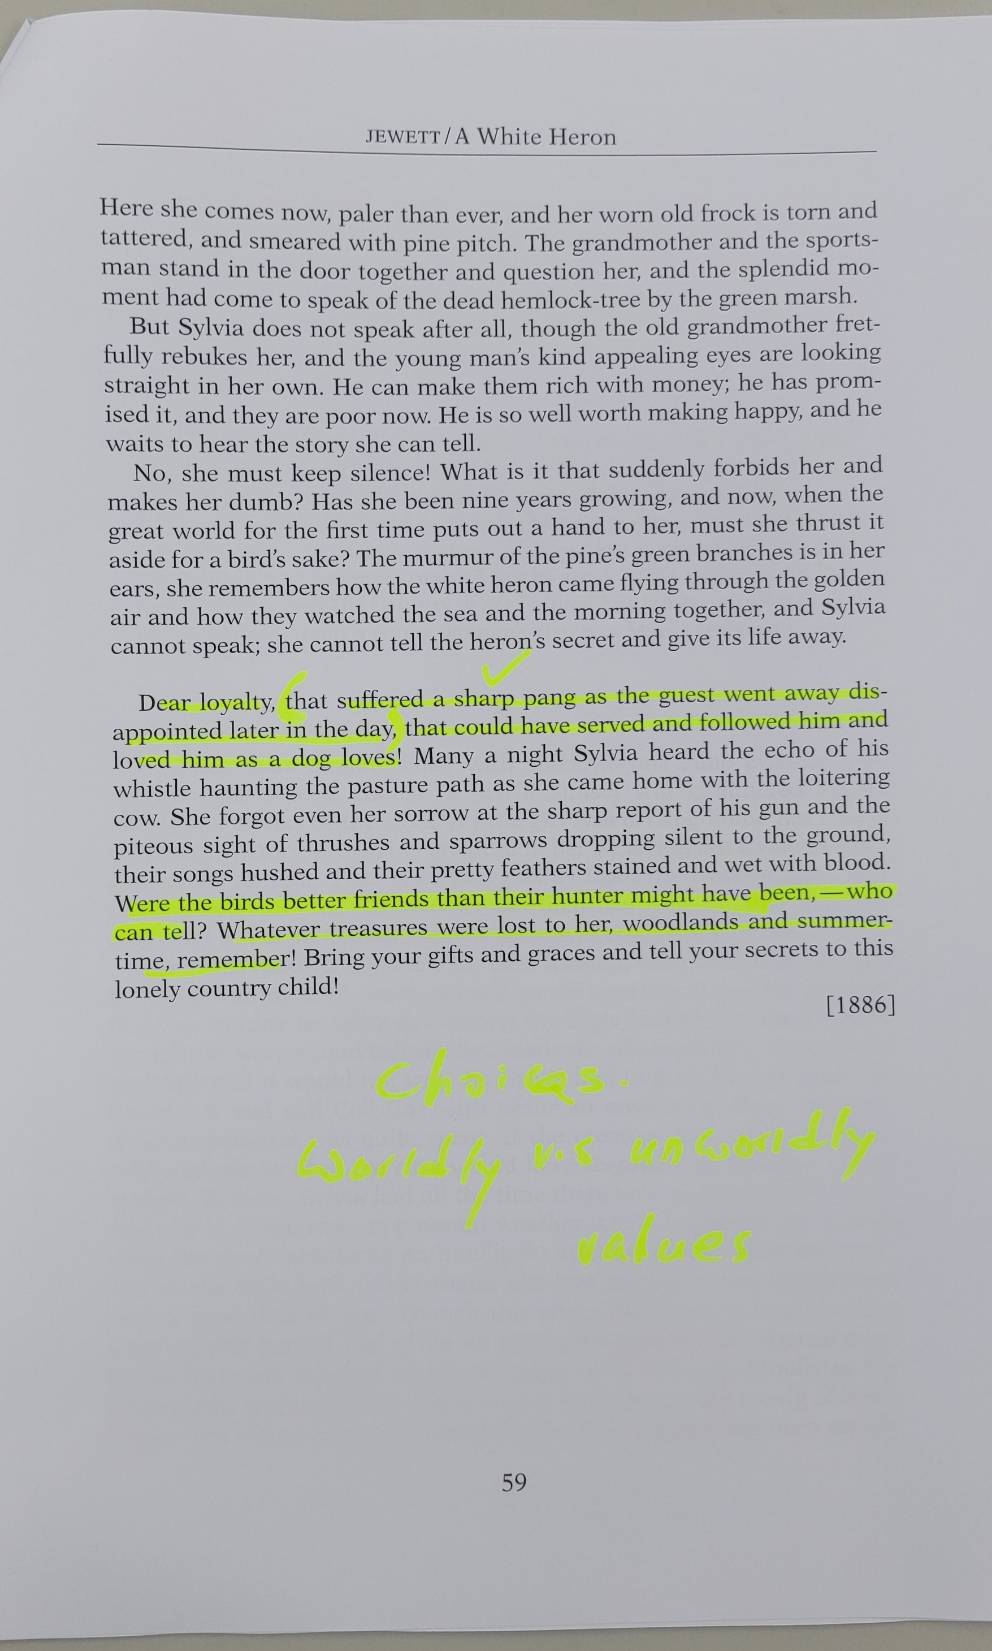 JEWETT / A White Heron
Here she comes now, paler than ever, and her worn old frock is torn and
tattered, and smeared with pine pitch. The grandmother and the sports-
man stand in the door together and question her, and the splendid mo-
ment had come to speak of the dead hemlock-tree by the green marsh.
But Sylvia does not speak after all, though the old grandmother fret-
fully rebukes her, and the young man's kind appealing eyes are looking
straight in her own. He can make them rich with money; he has prom-
ised it, and they are poor now. He is so well worth making happy, and he
waits to hear the story she can tell.
No, she must keep silence! What is it that suddenly forbids her and
makes her dumb? Has she been nine years growing, and now, when the
great world for the first time puts out a hand to her, must she thrust it
aside for a bird's sake? The murmur of the pine's green branches is in her
ears, she remembers how the white heron came flying through the golden
air and how they watched the sea and the morning together, and Sylvia
cannot speak; she cannot tell the heron's secret and give its life away.
Dear loyalty, that suffered a sharp pang as the guest went away dis-
appointed later in the day, that could have served and followed him and
loved him as a dog loves! Many a night Sylvia heard the echo of his
whistle haunting the pasture path as she came home with the loitering
cow. She forgot even her sorrow at the sharp report of his gun and the
piteous sight of thrushes and sparrows dropping silent to the ground,
their songs hushed and their pretty feathers stained and wet with blood.
Were the birds better friends than their hunter might have been,—who
can tell? Whatever treasures were lost to her, woodlands and summer-
time, remember! Bring your gifts and graces and tell your secrets to this
lonely country child!
[1886]
Choices.
Worldly v.s unworldly
values
59